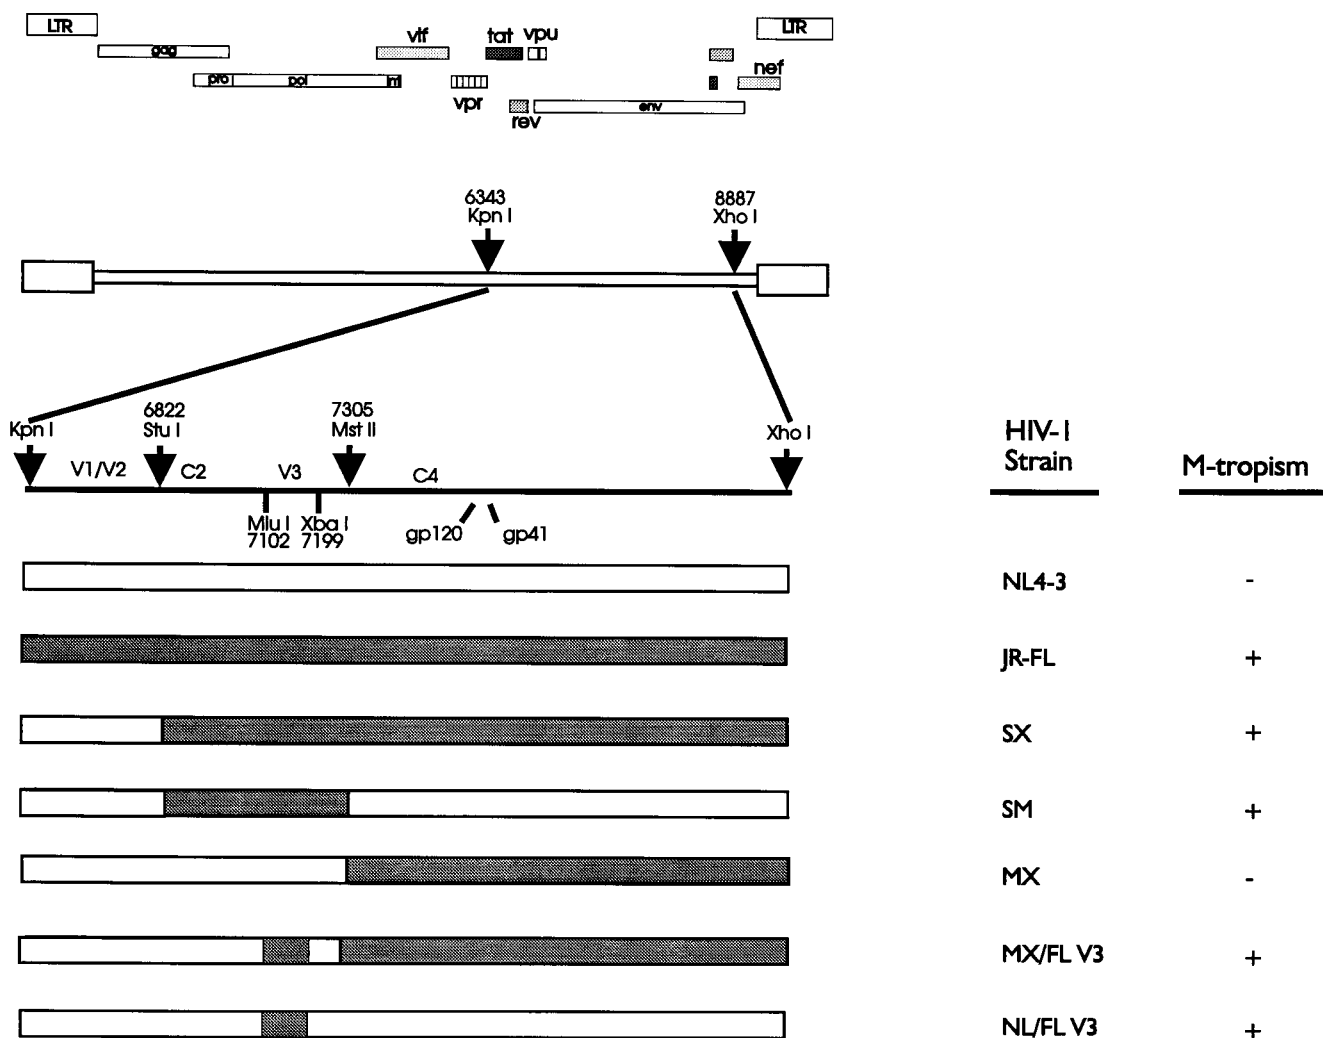 LTR
LTR
vif
tat
vpu
gag
nef
pro
pol
int
vpr
env
rev
6343
Kpn I
8887
Xho I
Kpn I
6822
Stu I
7305
Mst II
Xho I
HIV-1
Strain
M-tropism
V1/V2
C2
V3
C4
Mlu I
7102
Xba I
7199
gp120
gp41
NL4-3
-
JR-FL
+
SX
+
SM
+
MX
-
MX/FL V3
+
NL/FL V3
+